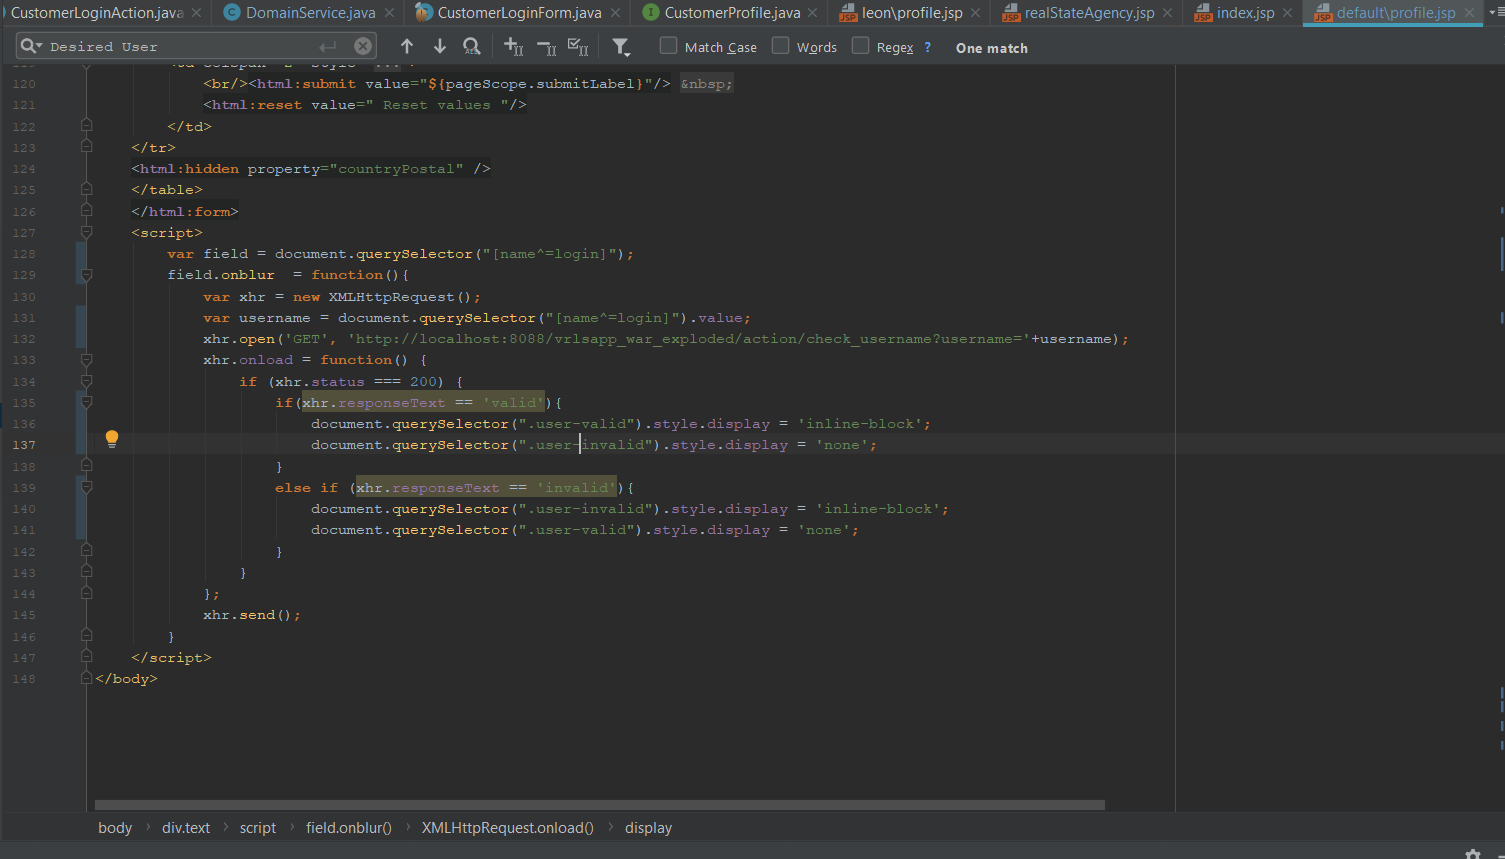 CustomerLoginAction.java DomainService.java CustomerLoginForm.java CustomerProfile.java leon\profile.jsp realStateAgency.jsp index.jsp default\profile.jsp
Desired User Match Case Words Regex ? One match
120 <br/><html:submit value="${pageScope.submitLabel}"/> &nbsp;
121 <html:reset value=" Reset values "/>
122 </td>
123 </tr>
124 <html:hidden property="countryPostal" />
125 </table>
126 </html:form>
127 <script>
128 var field = document.querySelector("[name^=login]");
129 field.onblur  = function(){
130 var xhr = new XMLHttpRequest();
131 var username = document.querySelector("[name^=login]").value;
132 xhr.open('GET', 'http://localhost:8088/vrlsapp_war_exploded/action/check_username?username='+username);
133 xhr.onload = function() {
134 if (xhr.status === 200) {
135 if(xhr.responseText == 'valid'){
136 document.querySelector(".user-valid").style.display = 'inline-block';
137 document.querySelector(".user-invalid").style.display = 'none';
138 }
139 else if (xhr.responseText == 'invalid'){
140 document.querySelector(".user-invalid").style.display = 'inline-block';
141 document.querySelector(".user-valid").style.display = 'none';
142 }
143 }
144 };
145 xhr.send();
146 }
147 </script>
148 </body>
body div.text script field.onblur() XMLHttpRequest.onload() display